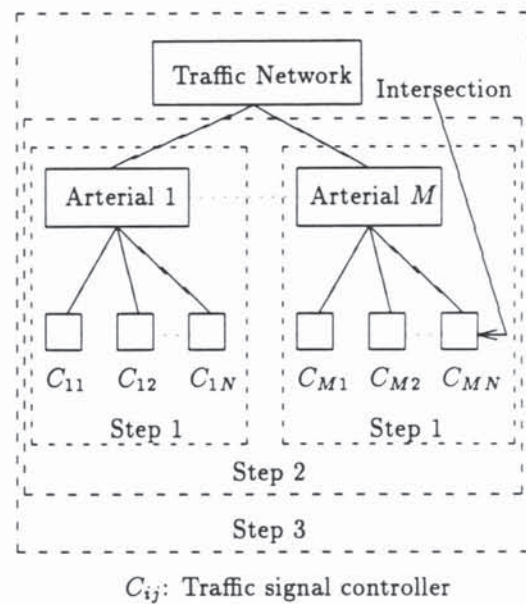 Traffic Network
Intersection
Arterial 1
Arterial M
C11 C12 C1N
CM1 CM2 CMN
Step 1
Step 1
Step 2
Step 3
Cij: Traffic signal controller